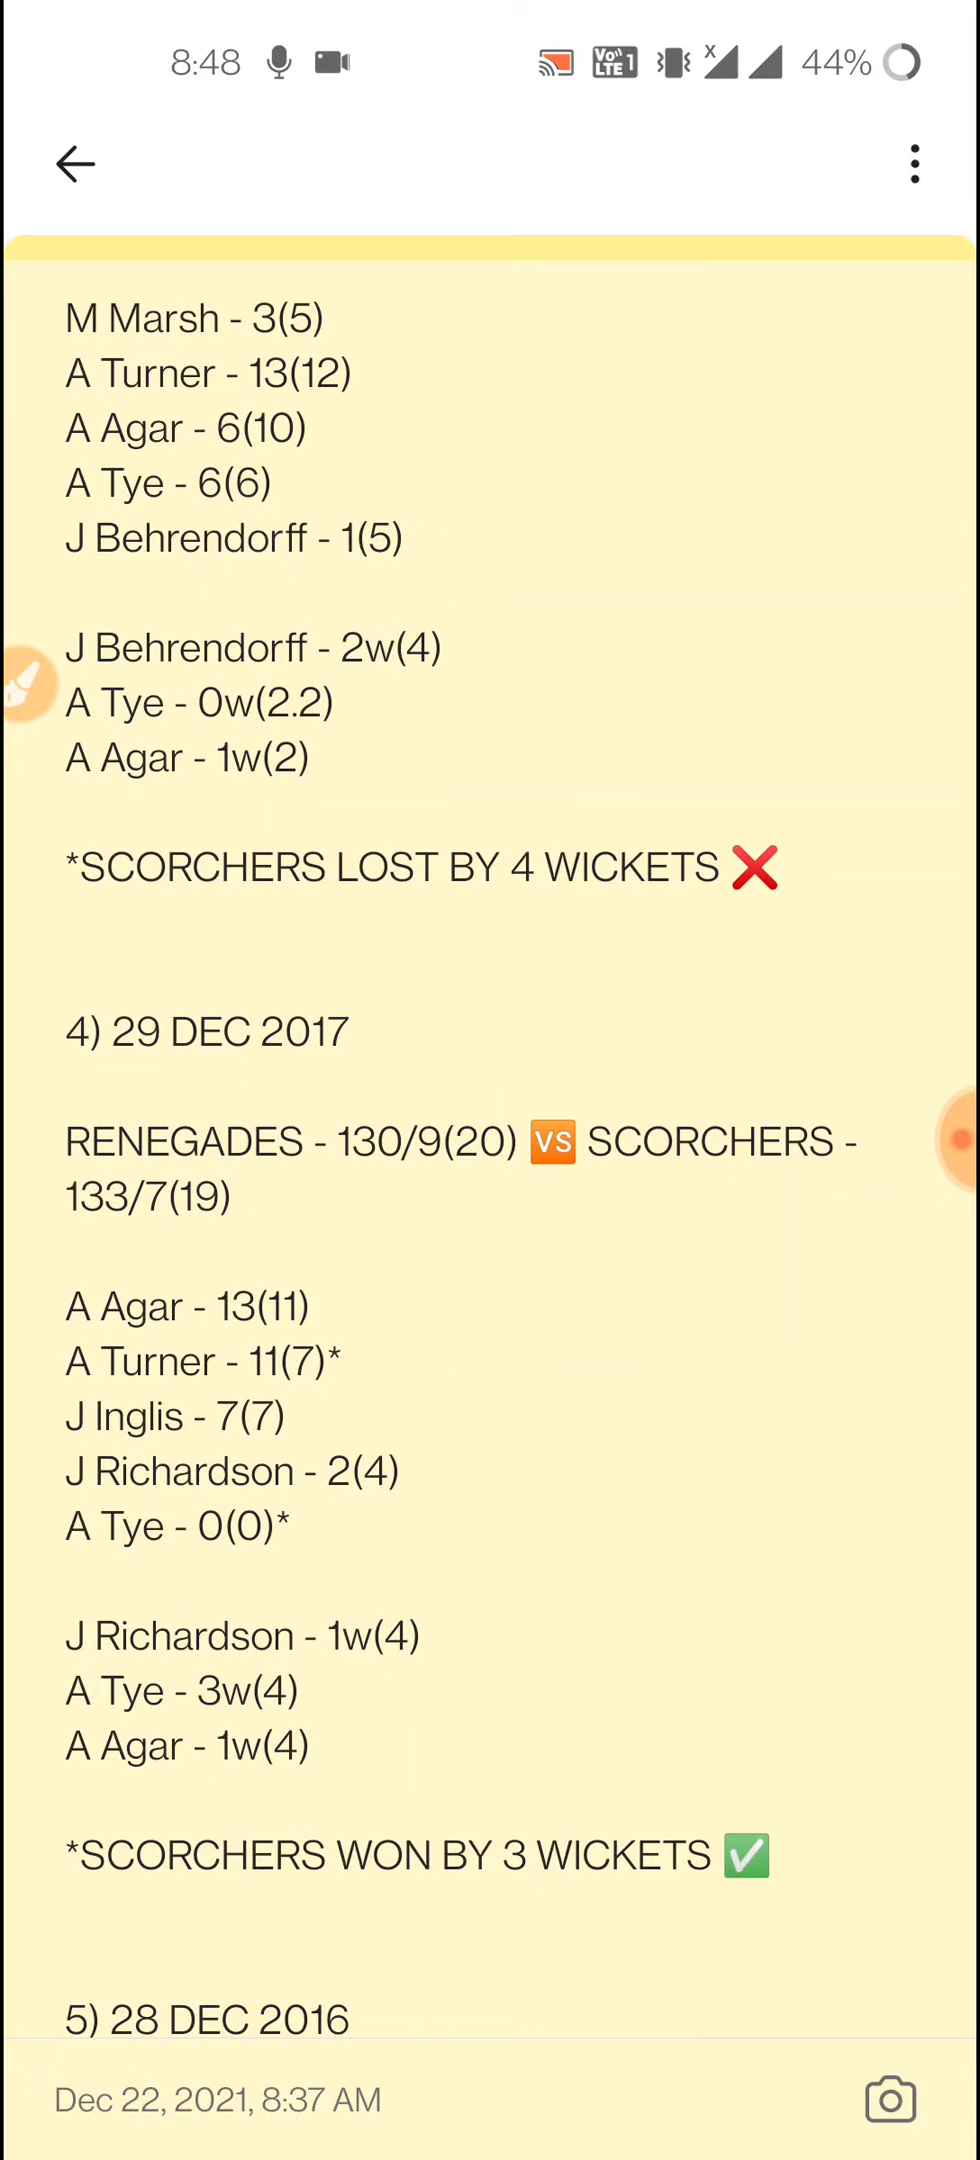 8:48 VoLTE 1 X 44%
M Marsh - 3(5)
A Turner - 13(12)
A Agar - 6(10)
A Tye - 6(6)
J Behrendorff - 1(5)
J Behrendorff - 2w(4)
A Tye - 0w(2.2)
A Agar - 1w(2)
*SCORCHERS LOST BY 4 WICKETS ❌
4) 29 DEC 2017
RENEGADES - 130/9(20) 🆚 SCORCHERS -
133/7(19)
A Agar - 13(11)
A Turner - 11(7)*
J Inglis - 7(7)
J Richardson - 2(4)
A Tye - 0(0)*
J Richardson - 1w(4)
A Tye - 3w(4)
A Agar - 1w(4)
*SCORCHERS WON BY 3 WICKETS ✅
5) 28 DEC 2016
Dec 22, 2021, 8:37 AM